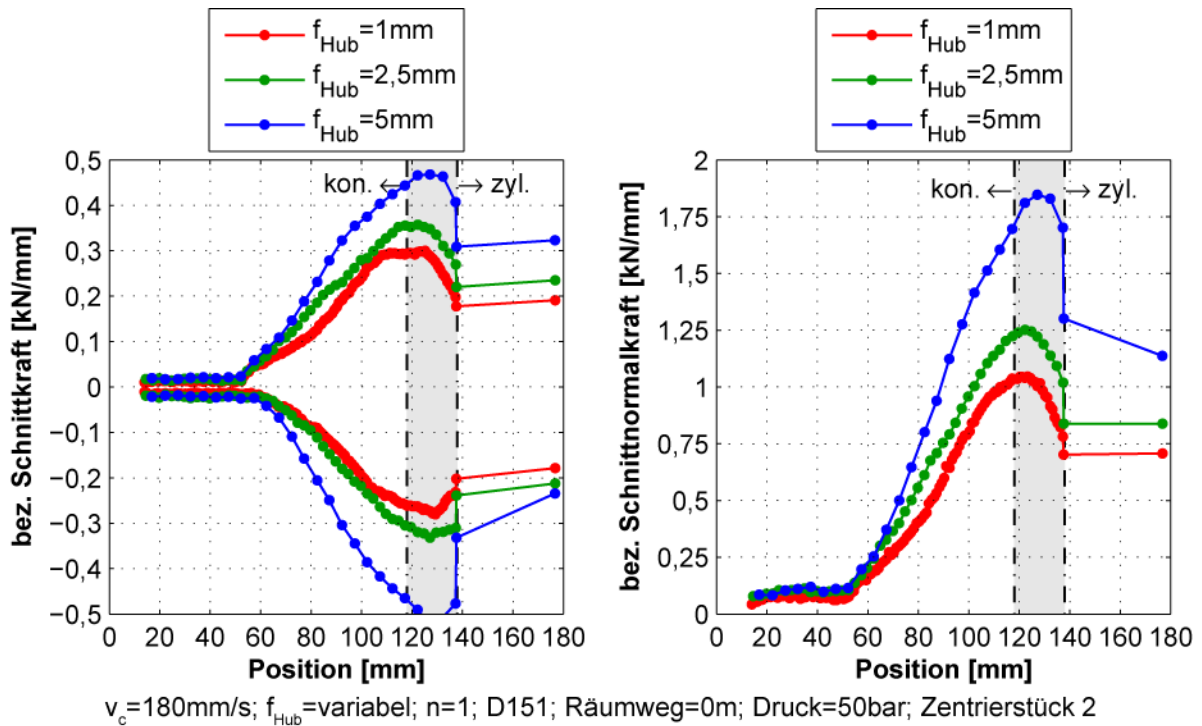 f_Hub=1mm
f_Hub=2,5mm
f_Hub=5mm
f_Hub=1mm
f_Hub=2,5mm
f_Hub=5mm
bez. Schnittkraft [kN/mm]
0,5
0,4
0,3
0,2
0,1
0
−0,1
−0,2
−0,3
−0,4
−0,5
kon.
zyl.
0 20 40 60 80 100 120 140 160 180
Position [mm]
bez. Schnittnormalkraft [kN/mm]
2
1,75
1,5
1,25
1
0,75
0,5
0,25
0
kon.
zyl.
0 20 40 60 80 100 120 140 160 180
Position [mm]
v_c=180mm/s; f_Hub=variabel; n=1; D151; Räumweg=0m; Druck=50bar; Zentrierstück 2